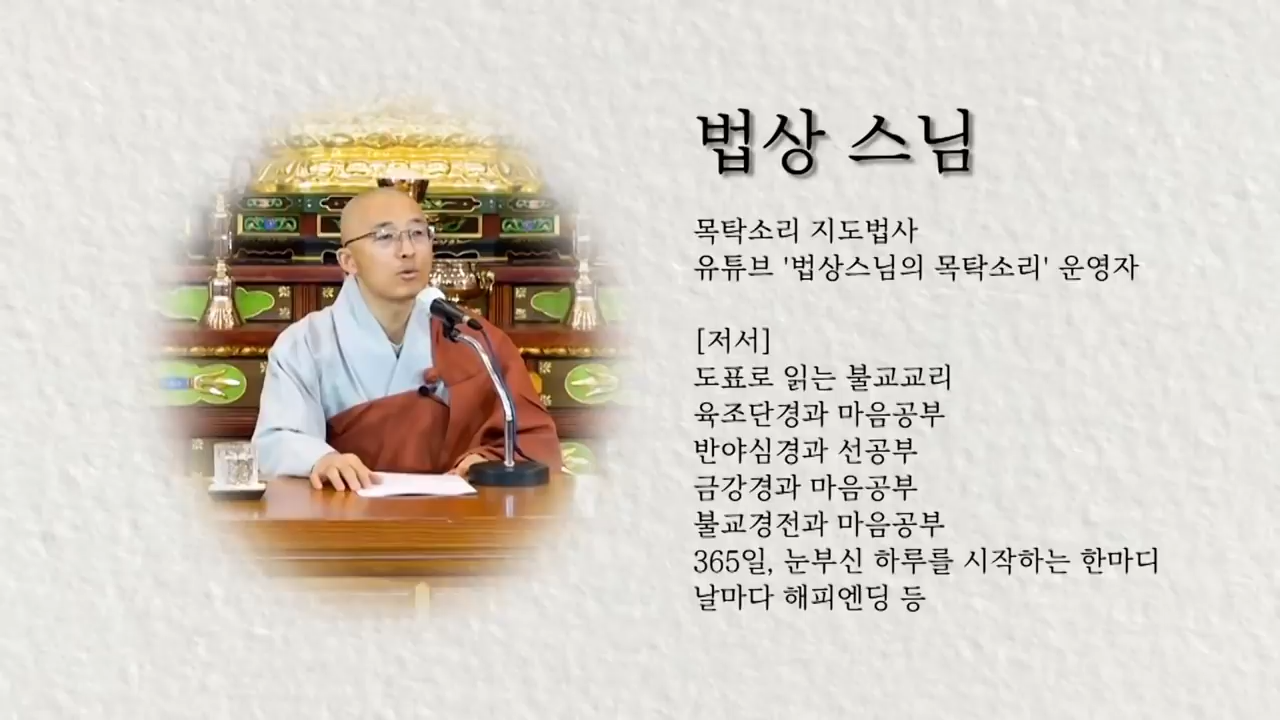 법상 스님
목탁소리 지도법사
유튜브 '법상스님의 목탁소리' 운영자
[저서]
도표로 읽는 불교교리
육조단경과 마음공부
반야심경과 선공부
금강경과 마음공부
불교경전과 마음공부
365일, 눈부신 하루를 시작하는 한마디
날마다 해피엔딩 등